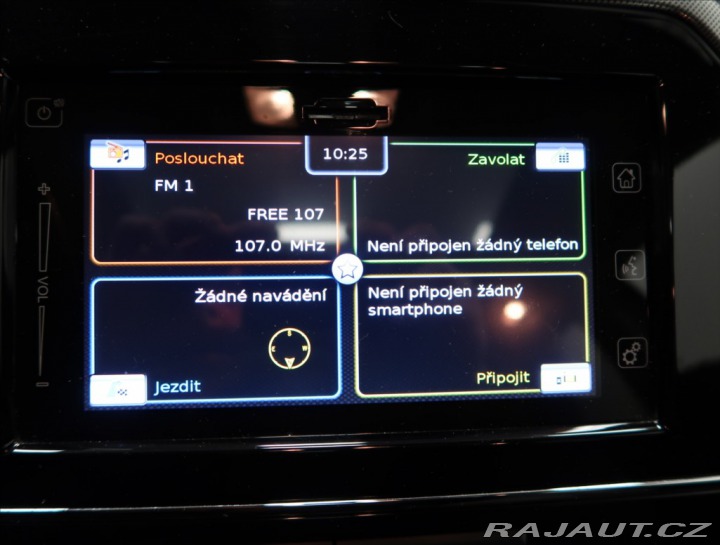 Poslouchat
10:25
Zavolat
FM 1
FREE 107
107.0 MHz
Není připojen žádný telefon
Žádné navádění
Není připojen žádný
smartphone
Jezdit
Připojit
VOL
RAJAUT.CZ